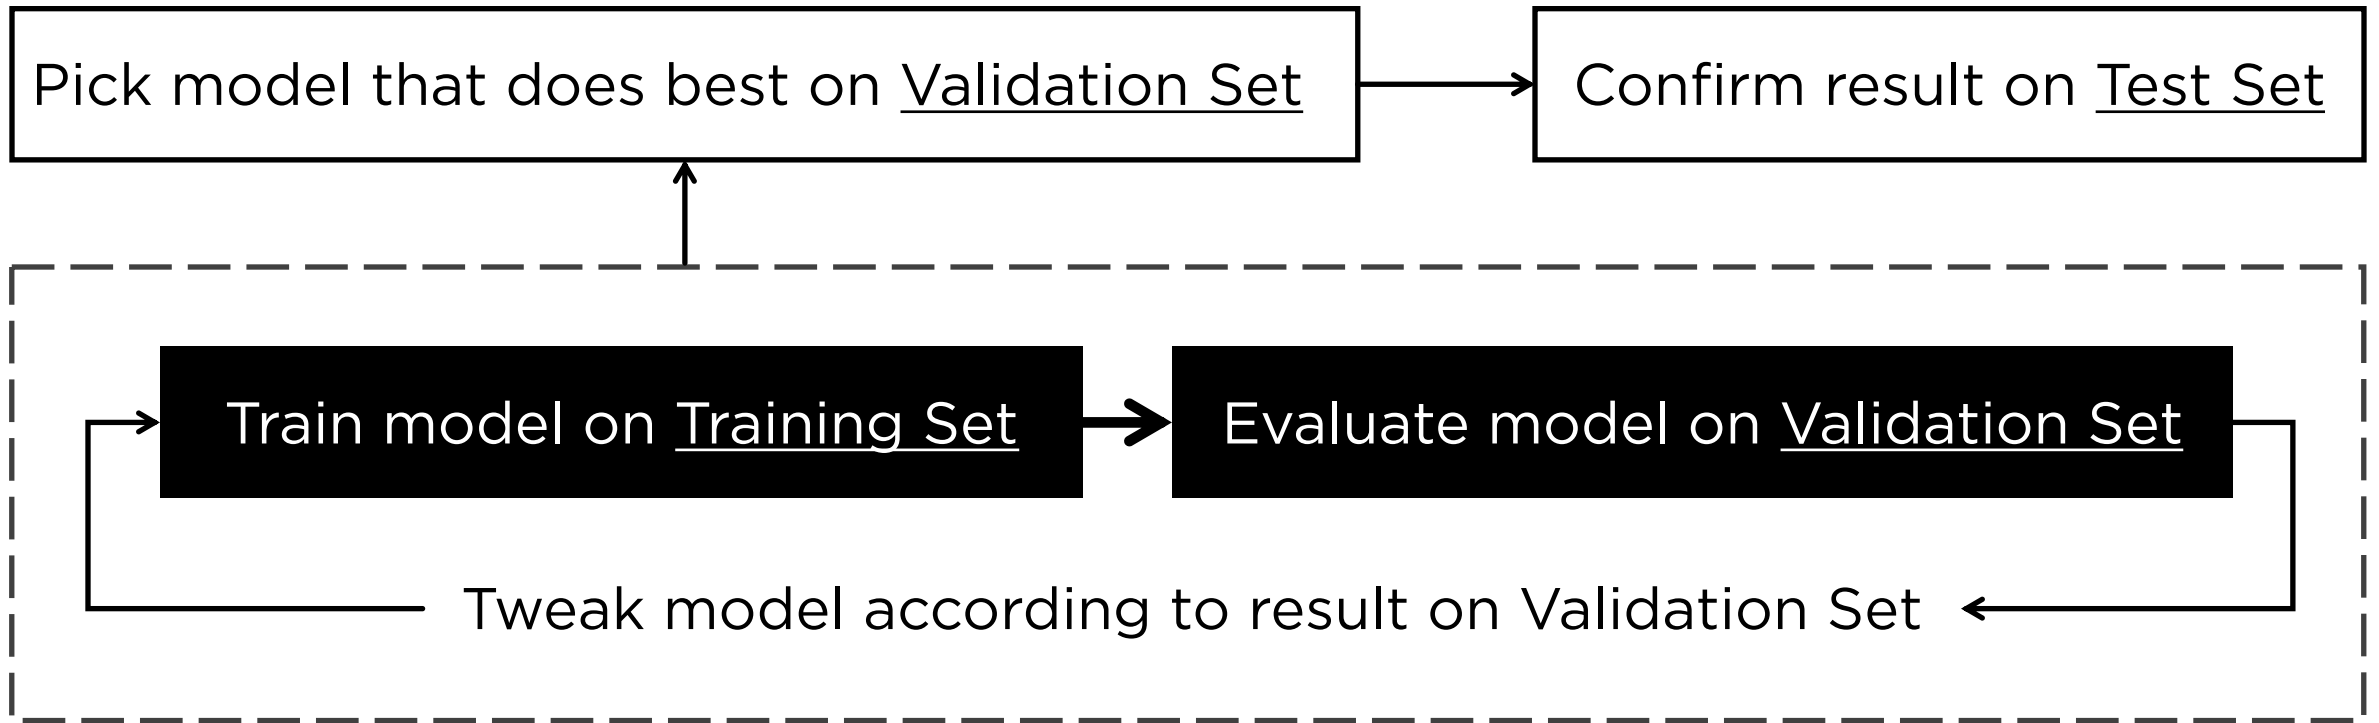 Pick model that does best on Validation Set
Confirm result on Test Set
Train model on Training Set
Evaluate model on Validation Set
Tweak model according to result on Validation Set